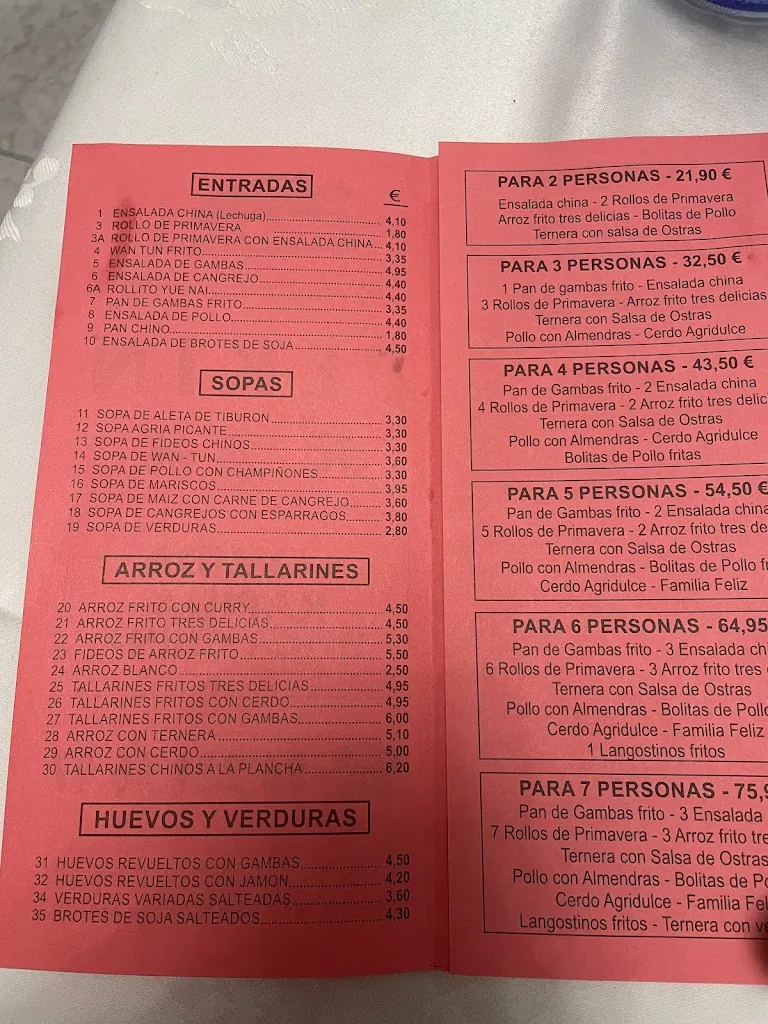 ENTRADAS
€
1 ENSALADA CHINA (Lechuga) 4,10
3 ROLLO DE PRIMAVERA 1,80
3A ROLLO DE PRIMAVERA CON ENSALADA CHINA 4,10
4 WAN TUN FRITO 3,35
5 ENSALADA DE GAMBAS 4,95
6 ENSALADA DE CANGREJO 4,40
6A ROLLITO YUE NAI 4,40
7 PAN DE GAMBAS FRITO 3,35
8 ENSALADA DE POLLO 4,40
9 PAN CHINO 1.80
10 ENSALADA DE BROTES DE SOJA 4,50
SOPAS
11 SOPA DE ALETA DE TIBURON 3,30
12 SOPA AGRIA PICANTE 3,30
13 SOPA DE FIDEOS CHINOS 3,30
14 SOPA DE WAN - TUN 3,60
15 SOPA DE POLLO CON CHAMPIÑONES 3,30
16 SOPA DE MARISCOS 3,95
17 SOPA DE MAIZ CON CARNE DE CANGREJO 3,60
18 SOPA DE CANGREJOS CON ESPARRAGOS 3,80
19 SOPA DE VERDURAS 2,80
ARROZ Y TALLARINES
20 ARROZ FRITO CON CURRY 4,50
21 ARROZ FRITO TRES DELICIAS 4,50
22 ARROZ FRITO CON GAMBAS 5,30
23 FIDEOS DE ARROZ FRITO 5,50
24 ARROZ BLANCO 2,50
25 TALLARINES FRITOS TRES DELICIAS 4,95
26 TALLARINES FRITOS CON CERDO 4,95
27 TALLARINES FRITOS CON GAMBAS 6,00
28 ARROZ CON TERNERA 5,10
29 ARROZ CON CERDO 5,00
30 TALLARINES CHINOS A LA PLANCHA 6,20
HUEVOS Y VERDURAS
31 HUEVOS REVUELTOS CON GAMBAS 4,50
32 HUEVOS REVUELTOS CON JAMON 4,20
34 VERDURAS VARIADAS SALTEADAS 3,60
35 BROTES DE SOJA SALTEADOS 4,30
PARA 2 PERSONAS - 21,90 €
Ensalada china - 2 Rollos de Primavera
Arroz frito tres delicias - Bolitas de Pollo
Ternera con salsa de Ostras
PARA 3 PERSONAS - 32,50 €
1 Pan de gambas frito - Ensalada china
3 Rollos de Primavera - Arroz frito tres delicias
Ternera con Salsa de Ostras
Pollo con Almendras - Cerdo Agridulce
PARA 4 PERSONAS - 43,50 €
Pan de Gambas frito - 2 Ensalada china
4 Rollos de Primavera - 2 Arroz frito tres delic
Ternera con Salsa de Ostras
Pollo con Almendras - Cerdo Agridulce
Bolitas de Pollo fritas
PARA 5 PERSONAS - 54,50 €
Pan de Gambas frito - 2 Ensalada china
5 Rollos de Primavera - 2 Arroz frito tres de
Ternera con Salsa de Ostras
Pollo con Almendras - Bolitas de Pollo f
Cerdo Agridulce - Familia Feliz
PARA 6 PERSONAS - 64,95
Pan de Gambas frito - 3 Ensalada ch
6 Rollos de Primavera - 3 Arroz frito tres
Ternera con Salsa de Ostras
Pollo con Almendras - Bolitas de Poll
Cerdo Agridulce - Familia Feliz
1 Langostinos fritos
PARA 7 PERSONAS - 75,9
Pan de Gambas frito - 3 Ensalada
7 Rollos de Primavera - 3 Arroz frito tre
Ternera con Salsa de Ostras
Pollo con Almendras - Bolitas de Po
Cerdo Agridulce - Familia Fel
Langostinos fritos - Ternera con ve